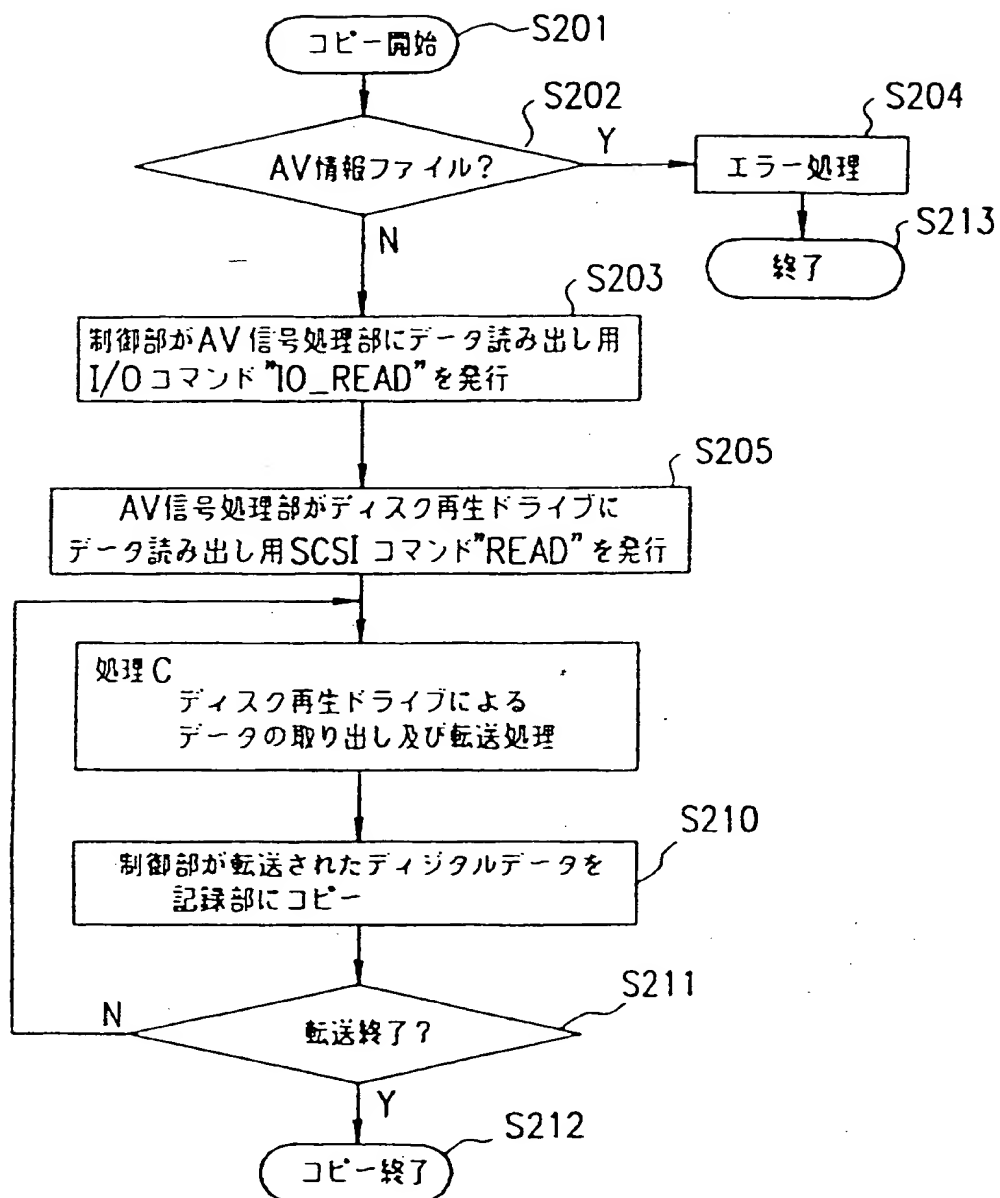 コピー開始
S201
S202
AV情報ファイル?
Y
S204
エラー処理
N
S213
終了
S203
制御部がAV信号処理部にデータ読み出し用
I/Oコマンド"IO_READ"を発行
S205
AV信号処理部がディスク再生ドライブに
データ読み出し用SCSIコマンド"READ"を発行
処理C
ディスク再生ドライブによる
データの取り出し及び転送処理
S210
制御部が転送されたディジタルデータを
記録部にコピー
S211
N
転送終了?
Y
S212
コピー終了